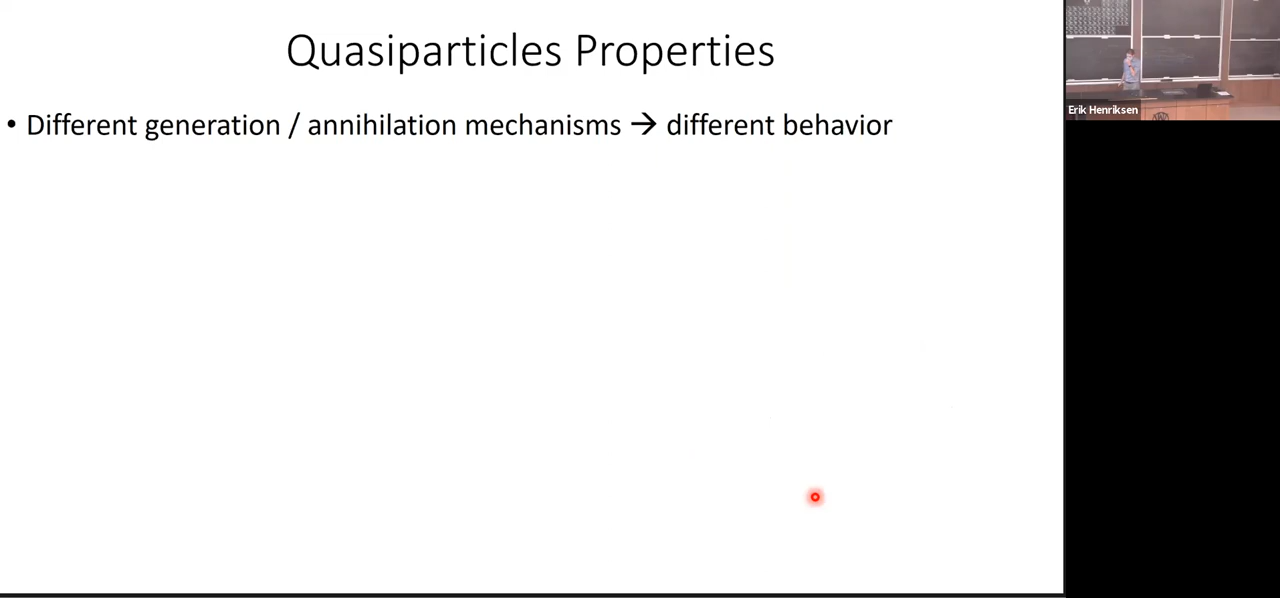 Quasiparticles Properties
• Different generation / annihilation mechanisms → different behavior
Erik Henriksen